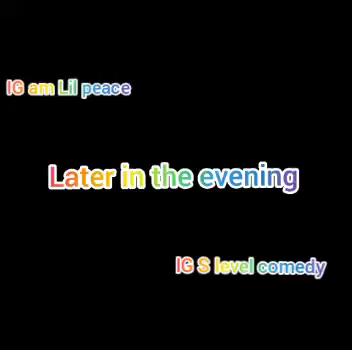 IG am Lil peace
Later in the evening
IG S level comedy